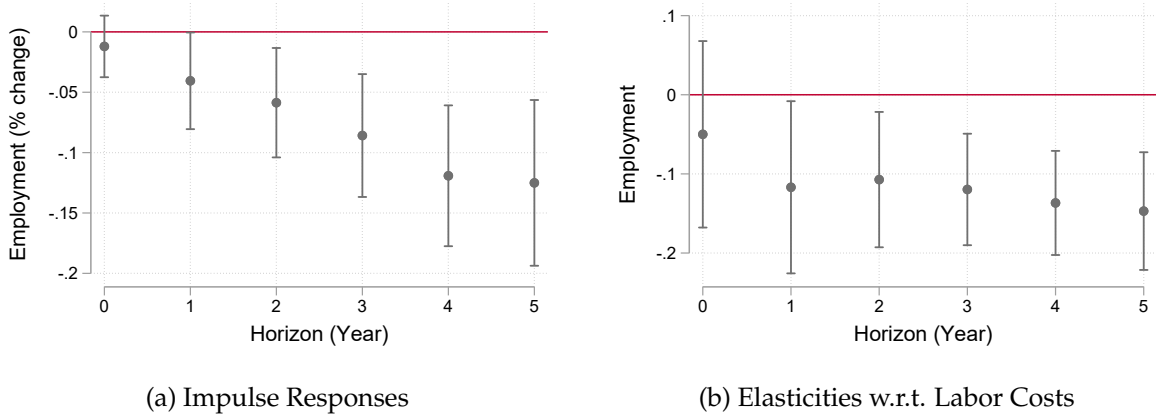 Employment (% change)
0
-.05
-.1
-.15
-.2
0 1 2 3 4 5
Horizon (Year)
(a) Impulse Responses
Employment
.1
0
-.1
-.2
0 1 2 3 4 5
Horizon (Year)
(b) Elasticities w.r.t. Labor Costs